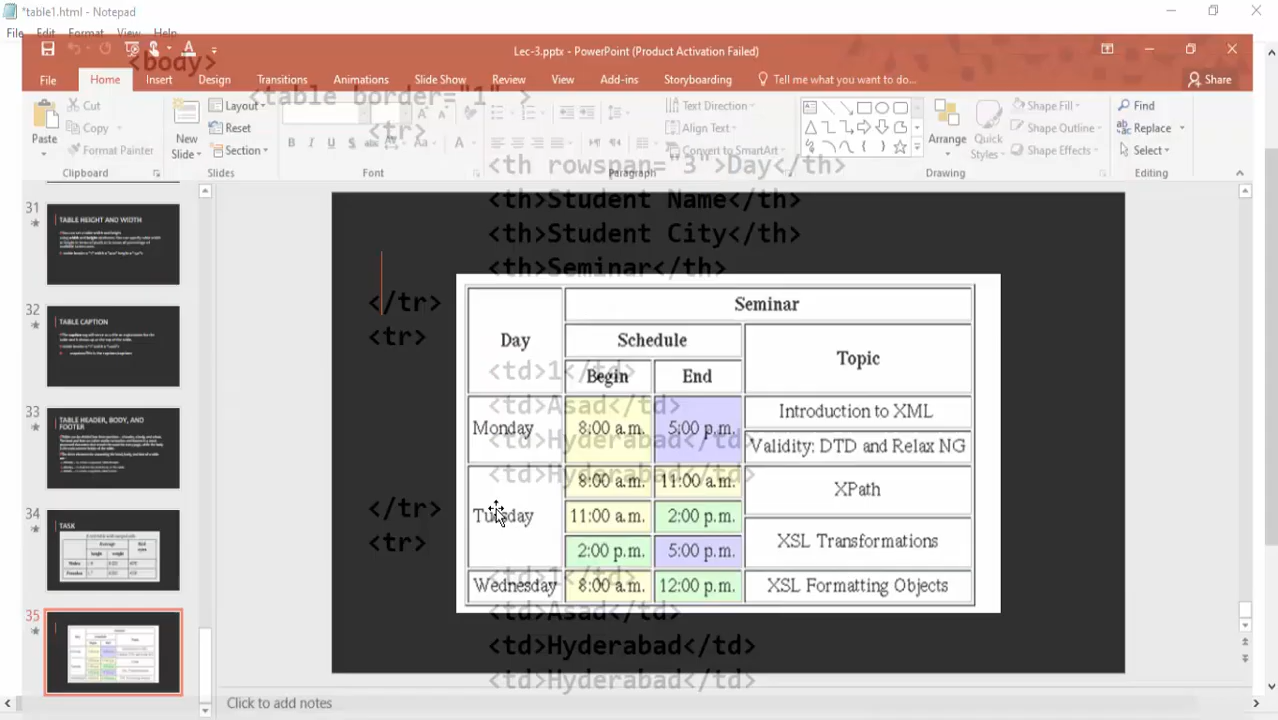 *table1.html - Notepad
File Edit Format View Help
Lec-3.pptx - PowerPoint (Product Activation Failed)
<body>
File Home Insert Design Transitions Animations Slide Show Review View Add-ins Storyboarding Tell me what you want to do... Share
<table border="1" >
Paste
Cut
Copy
Format Painter
Clipboard
New Slide
Layout
Reset
Section
Slides
Font
Text Direction
Align Text
Convert to SmartArt
Paragraph
Arrange
Quick Styles
Shape Fill
Shape Outline
Shape Effects
Drawing
Find
Replace
Select
Editing
<tr>
<th rowspan="3">Day</th>
<th>Student Name</th>
<th>Student City</th>
<th>Seminar</th>
</tr>
<tr>
<td>1</td>
<td>Asad</td>
<td>Hyderabad</td>
<td>Hyderabad</td>
</tr>
<tr>
<td>1</td>
<td>Asad</td>
<td>Hyderabad</td>
<td>Hyderabad</td>
31
TABLE HEIGHT AND WIDTH
32
TABLE CAPTION
33
TABLE HEADER, BODY, AND FOOTER
34
TASK
35
Day
Seminar
Schedule
Topic
Begin End
Monday 8:00 a.m. 5:00 p.m. Introduction to XML
Validity: DTD and Relax NG
Tuesday 8:00 a.m. 11:00 a.m. XPath
11:00 a.m. 2:00 p.m.
XSL Transformations
2:00 p.m. 5:00 p.m.
Wednesday 8:00 a.m. 12:00 p.m. XSL Formatting Objects
Click to add notes